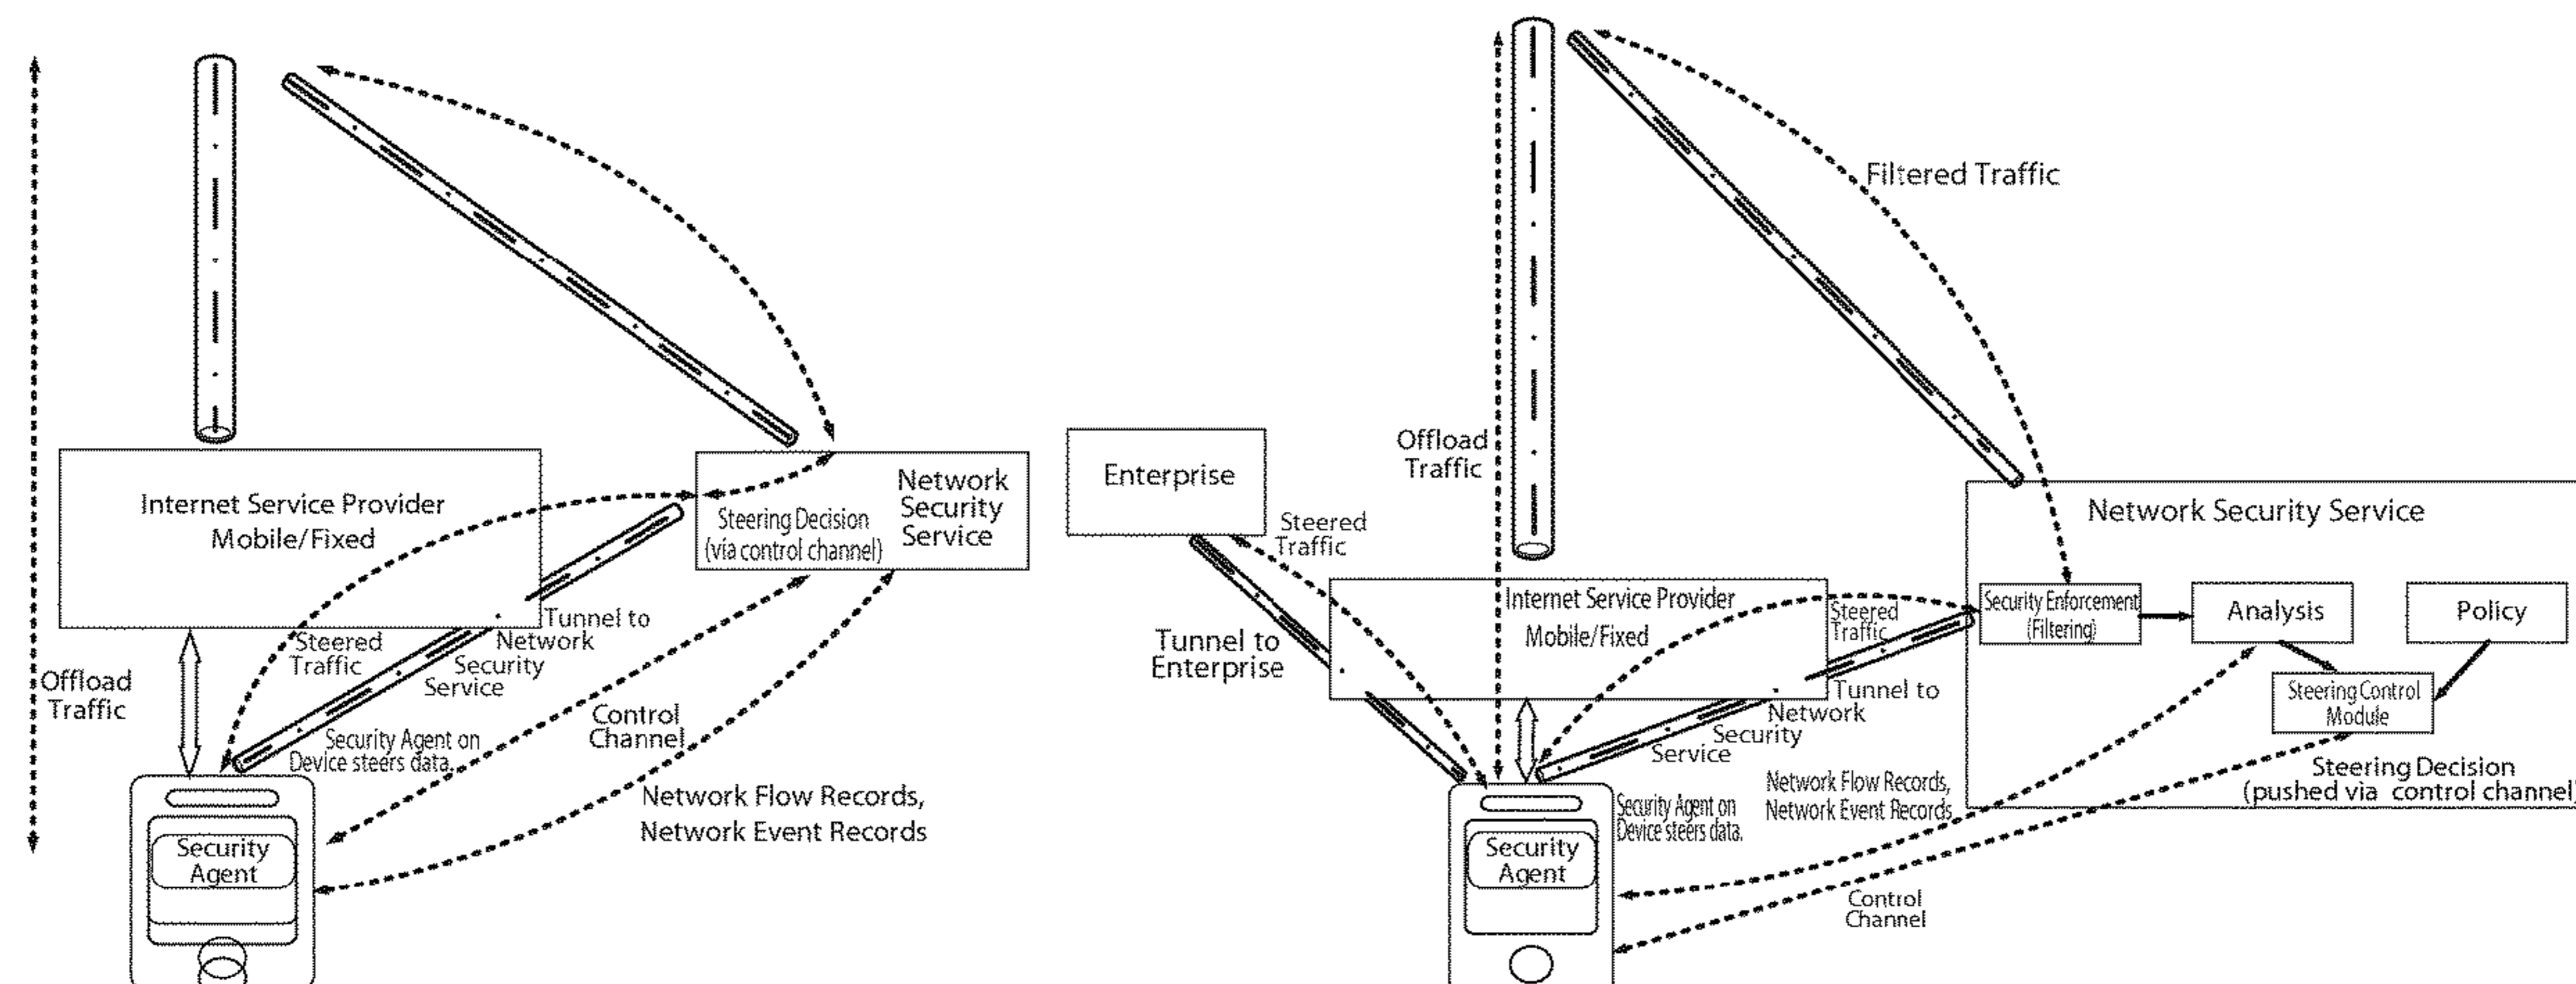 Internet Service Provider
Mobile/Fixed
Network
Security
Service
Steering Decision
(via control channel)
Steered
Traffic
Tunnel to
Network
Security
Service
Offload
Traffic
Security Agent on
Device steers data.
Control
Channel
Network Flow Records,
Network Event Records
Security
Agent
Filtered Traffic
Offload
Traffic
Enterprise
Steered
Traffic
Tunnel to
Enterprise
Internet Service Provider
Mobile/Fixed
Steered
Traffic
Tunnel to
Network
Security
Service
Network Security Service
Security Enforcement
(Filtering)
Analysis
Policy
Steering Control
Module
Steering Decision
(pushed via control channel)
Network Flow Records,
Network Event Records
Security Agent on
Device steers data.
Security
Agent
Control
Channel